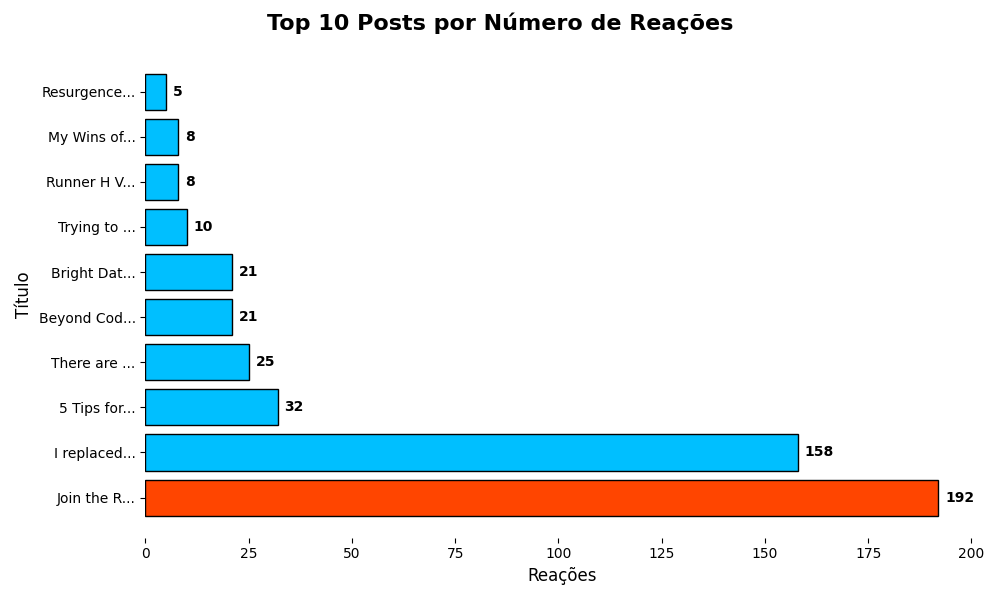 Top 10 Posts por Número de Reações
Título
Resurgence... 5
My Wins of... 8
Runner H V... 8
Trying to ... 10
Bright Dat... 21
Beyond Cod... 21
There are ... 25
5 Tips for... 32
I replaced... 158
Join the R... 192
0 25 50 75 100 125 150 175 200
Reações